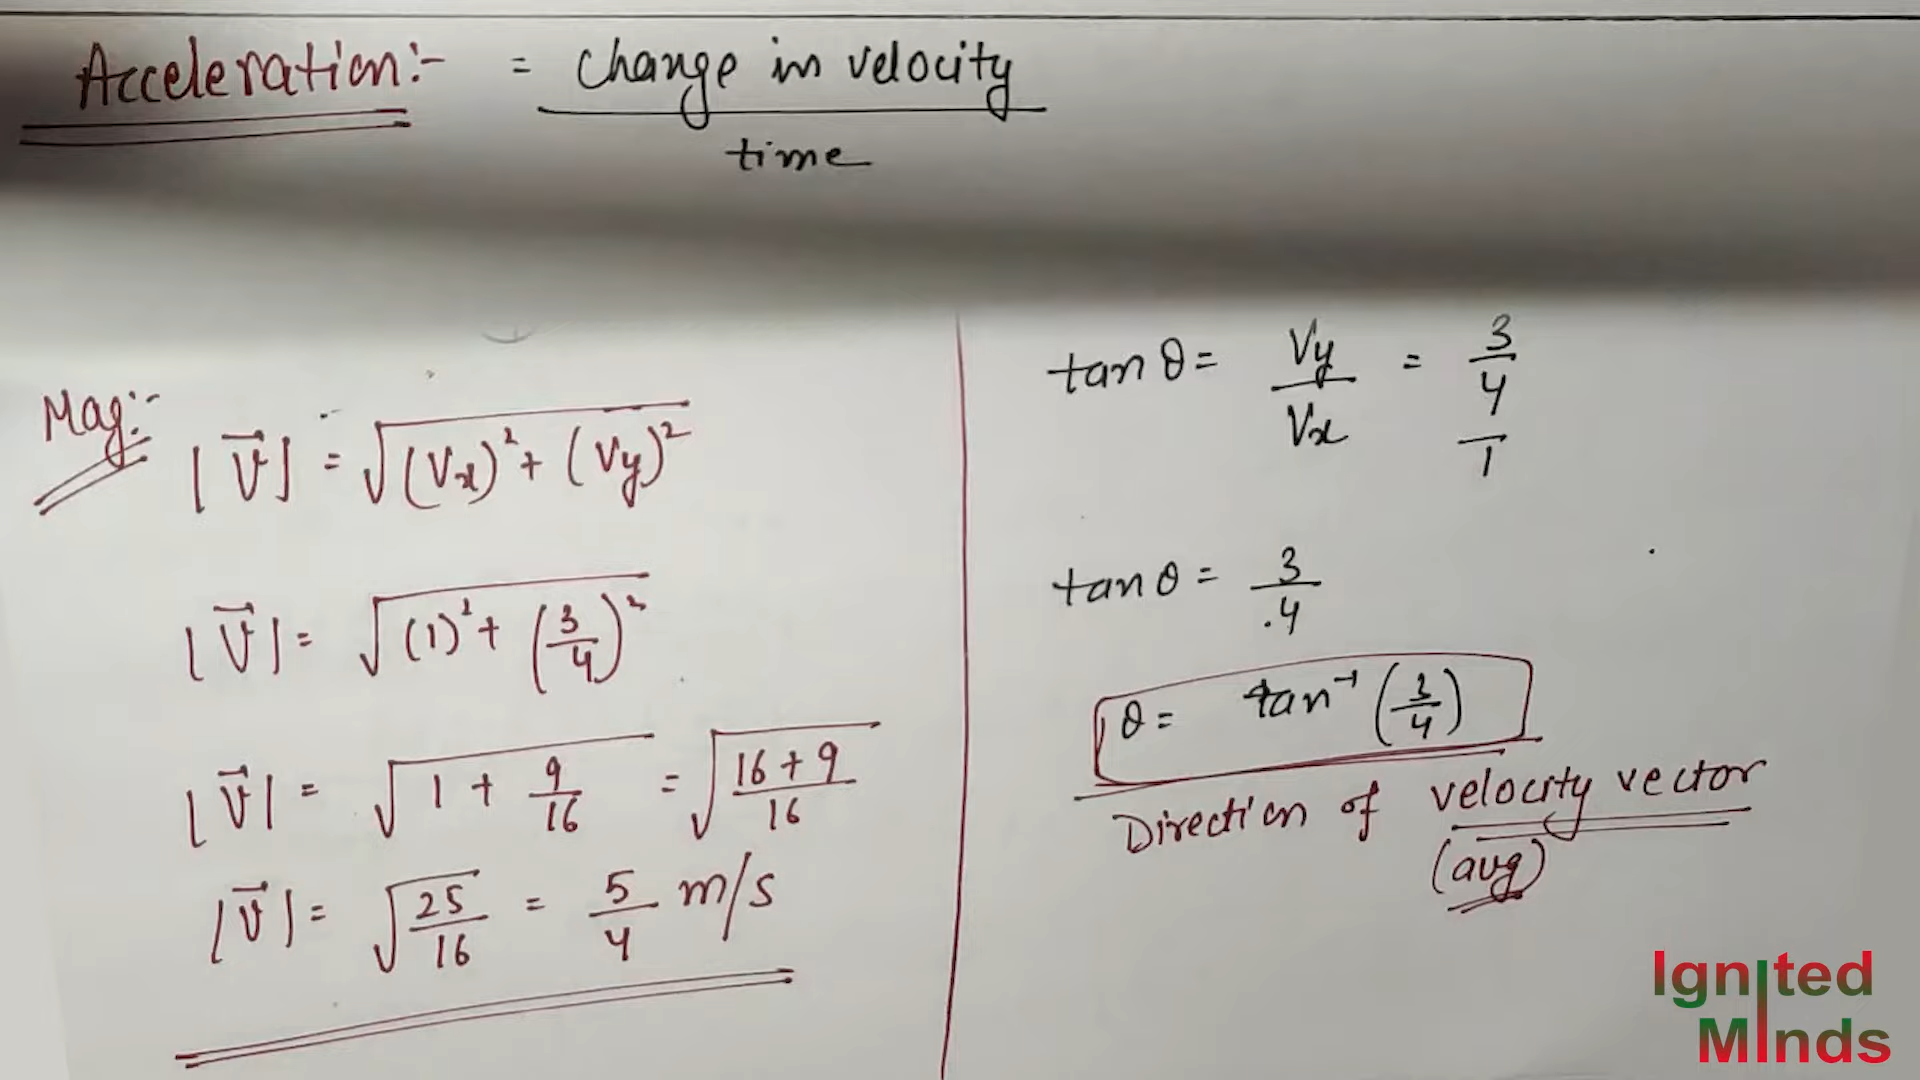 Acceleration:- = Change in velocity
time
Mag:-
|V⃗| = √(Vx)² + (Vy)²
|V⃗| = √(1)² + (3/4)²
|V⃗| = √1 + 9/16 = √16+9/16
|V⃗| = √25/16 = 5/4 m/s
tan θ = Vy/Vx = 3/4/1
tan θ = 3/4
θ = tan⁻¹(3/4)
Direction of velocity vector
(avg)
Ignited
Minds